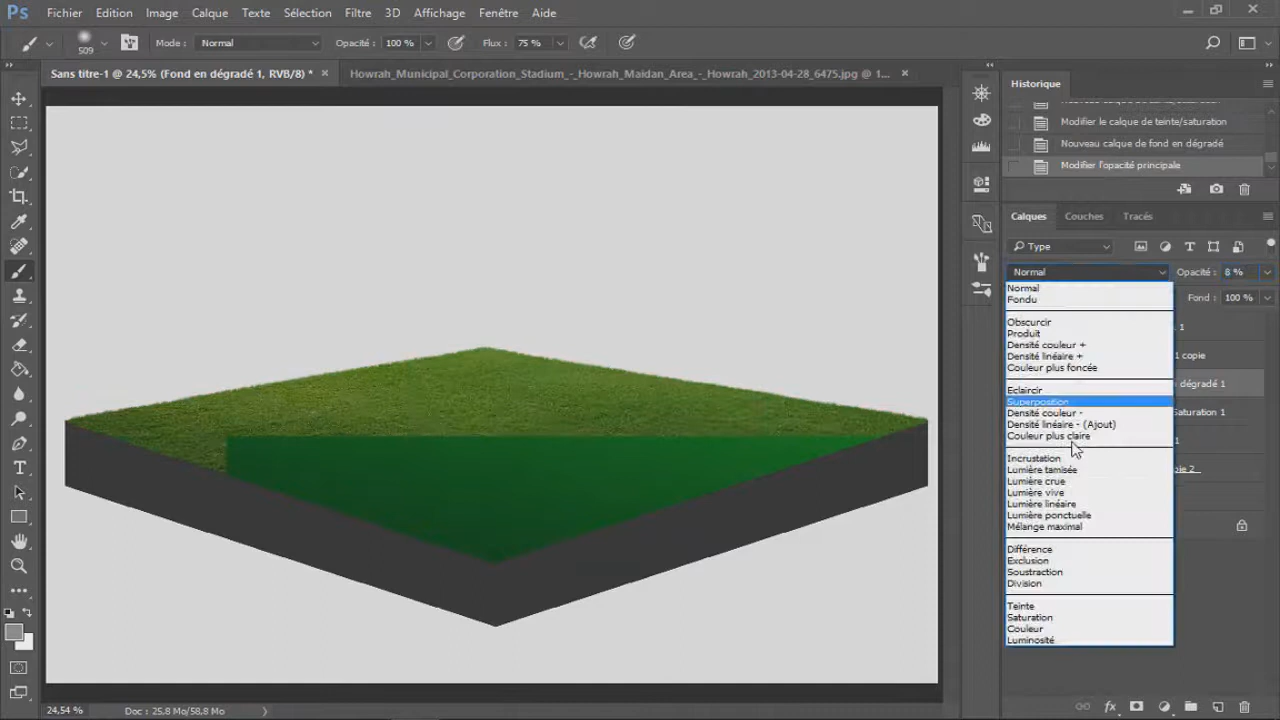 Ps Fichier Edition Image Calque Texte Sélection Filtre 3D Affichage Fenêtre Aide
509 Mode : Normal Opacité : 100 % Flux : 75 %
Sans titre-1 @ 24,5% (Fond en dégradé 1, RVB/8) * Howrah_Municipal_Corporation_Stadium_-_Howrah_Maidan_Area_-_Howrah_2013-04-28_6475.jpg @ 1...
Historique
Modifier le calque de teinte/saturation
Nouveau calque de fond en dégradé
Modifier l'opacité principale
Calques Couches Tracés
Type
Normal Opacité : 8 %
Fond : 100 %
Normal
Fondu
Obscurcir
Produit
Densité couleur +
Densité linéaire +
Couleur plus foncée
Eclaircir
Superposition
Densité couleur -
Densité linéaire - (Ajout)
Couleur plus claire
Incrustation
Lumière tamisée
Lumière crue
Lumière vive
Lumière linéaire
Lumière ponctuelle
Mélange maximal
Différence
Exclusion
Soustraction
Division
Teinte
Saturation
Couleur
Luminosité
1
1 copie
dégradé 1
Saturation 1
1
pie 2
fx
24,54 % Doc : 25,8 Mo/58,8 Mo